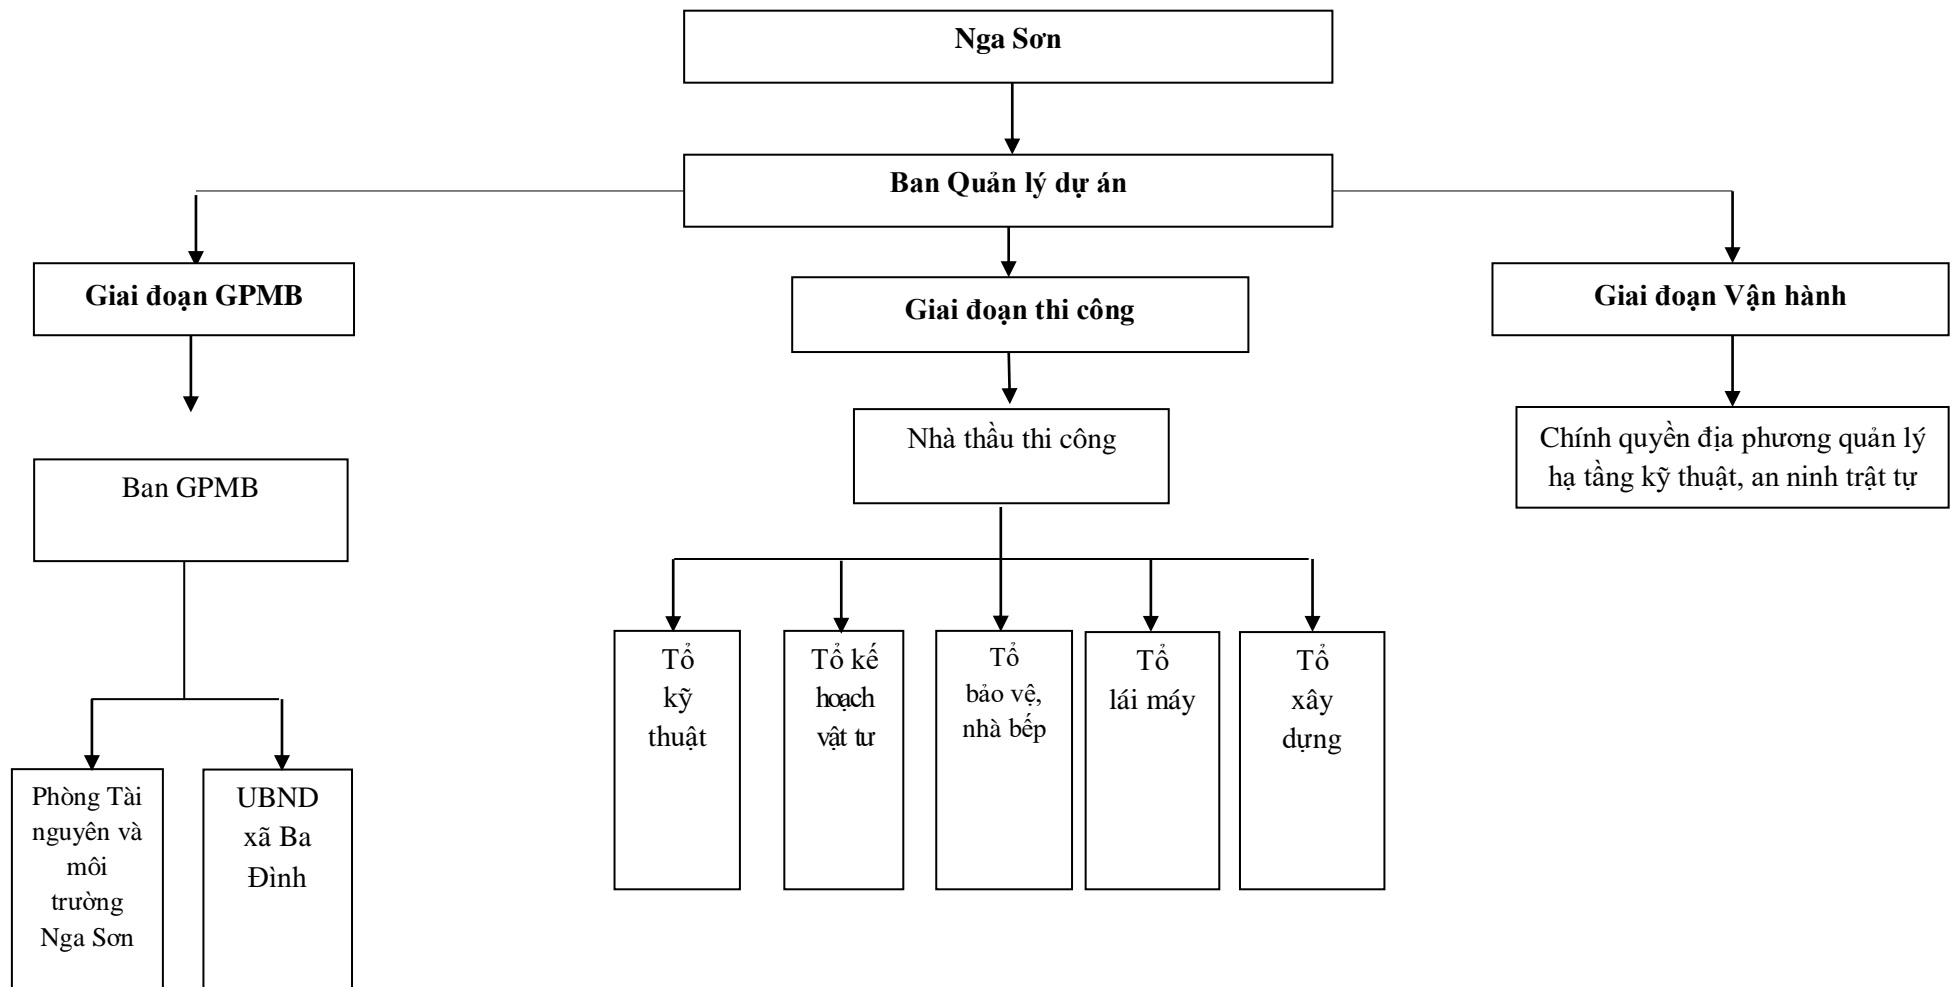 Nga Sơn
Ban Quản lý dự án
Giai đoạn GPMB
Giai đoạn thi công
Giai đoạn Vận hành
Ban GPMB
Nhà thầu thi công
Chính quyền địa phương quản lý
hạ tầng kỹ thuật, an ninh trật tự
Phòng Tài
nguyên và
môi
trường
Nga Sơn
UBND
xã Ba
Đình
Tổ
kỹ
thuật
Tổ kế
hoạch
vật tư
Tổ
bảo vệ,
nhà bếp
Tổ
lái máy
Tổ
xây
dựng